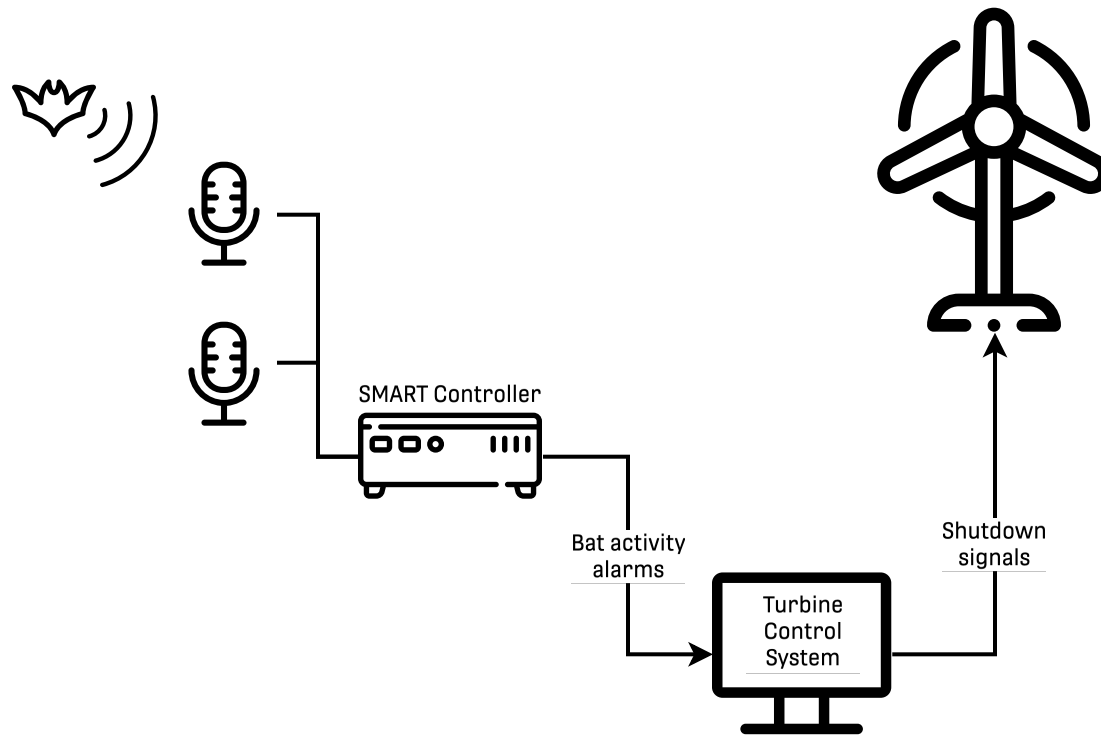 SMART Controller
Bat activity
alarms
Shutdown
signals
Turbine
Control
System